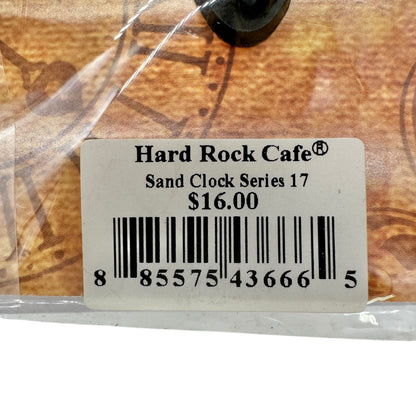 Hard Rock Cafe®
Sand Clock Series 17
$16.00
8 85575 43666 5